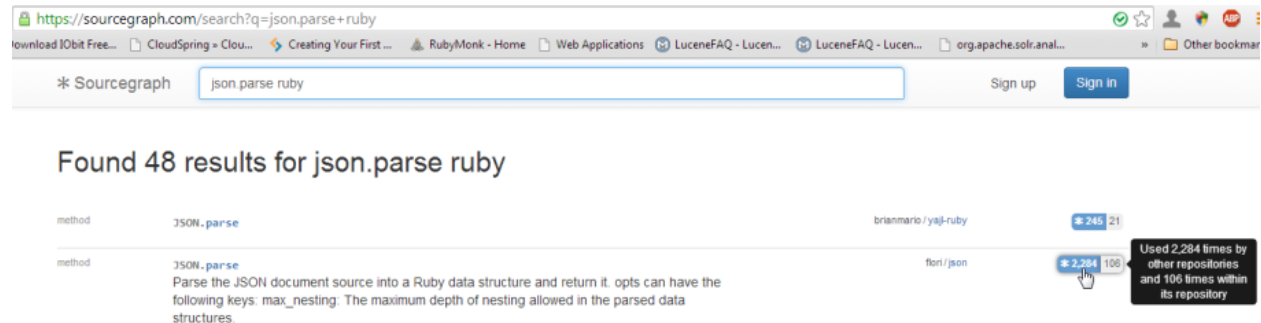 https://sourcegraph.com/search?q=json.parse+ruby
ownload IObit Free... CloudSpring » Clou... Creating Your First ... RubyMonk - Home Web Applications LuceneFAQ - Lucen... LuceneFAQ - Lucen... org.apache.solr.anal... » Other bookmar
Sourcegraph json.parse ruby Sign up Sign in
Found 48 results for json.parse ruby
method JSON.parse brianmario / yajl-ruby 245 21
method JSON.parse flori / json 2,284 106
Parse the JSON document source into a Ruby data structure and return it. opts can have the
following keys: max_nesting: The maximum depth of nesting allowed in the parsed data
structures.
Used 2,284 times by
other repositories
and 106 times within
its repository
ABP